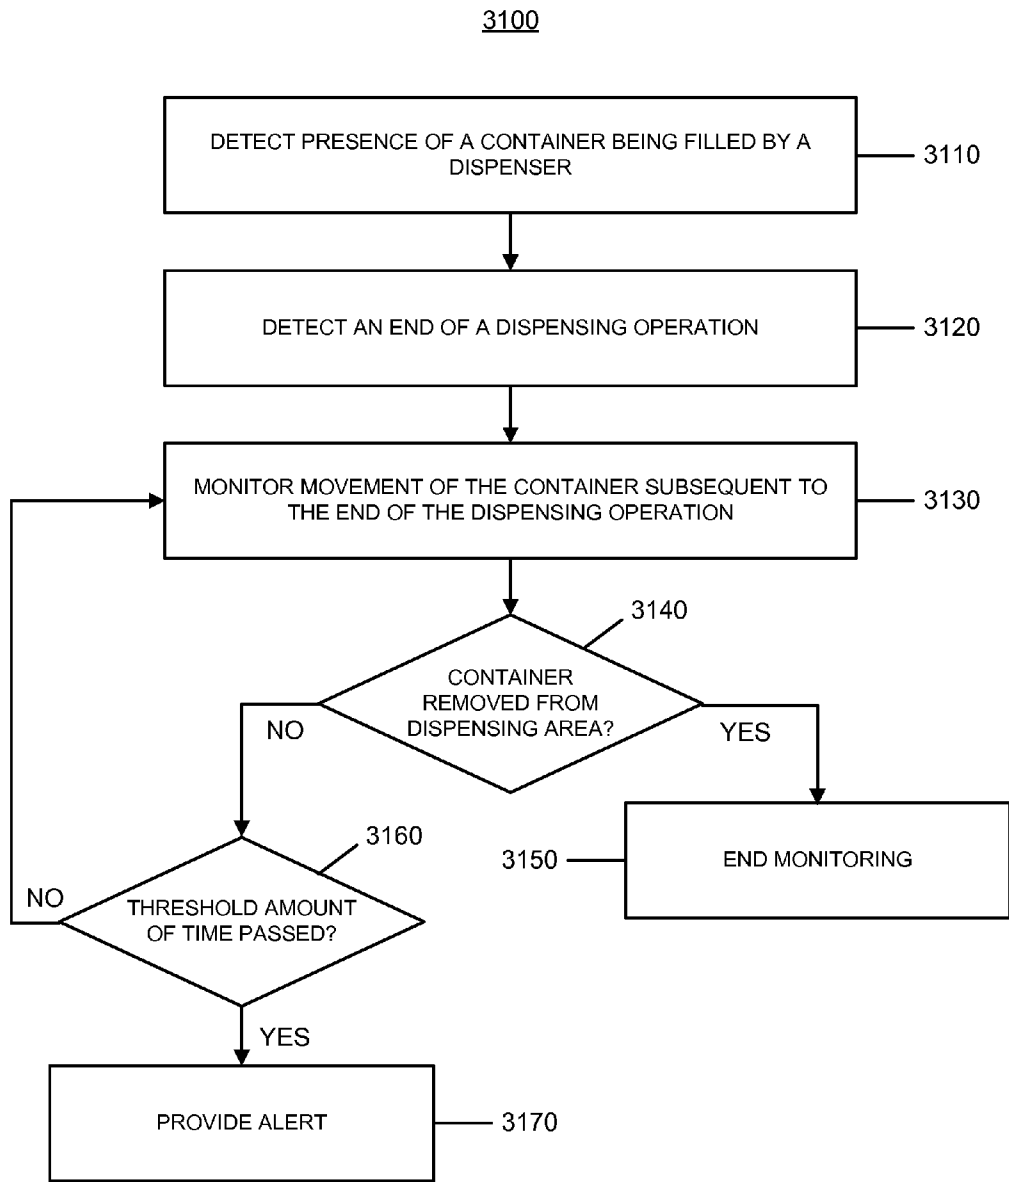 3100
DETECT PRESENCE OF A CONTAINER BEING FILLED BY A
DISPENSER
3110
DETECT AN END OF A DISPENSING OPERATION
3120
MONITOR MOVEMENT OF THE CONTAINER SUBSEQUENT TO
THE END OF THE DISPENSING OPERATION
3130
3140
CONTAINER
REMOVED FROM
DISPENSING AREA?
NO
YES
3160
3150
END MONITORING
NO
THRESHOLD AMOUNT
OF TIME PASSED?
YES
PROVIDE ALERT
3170